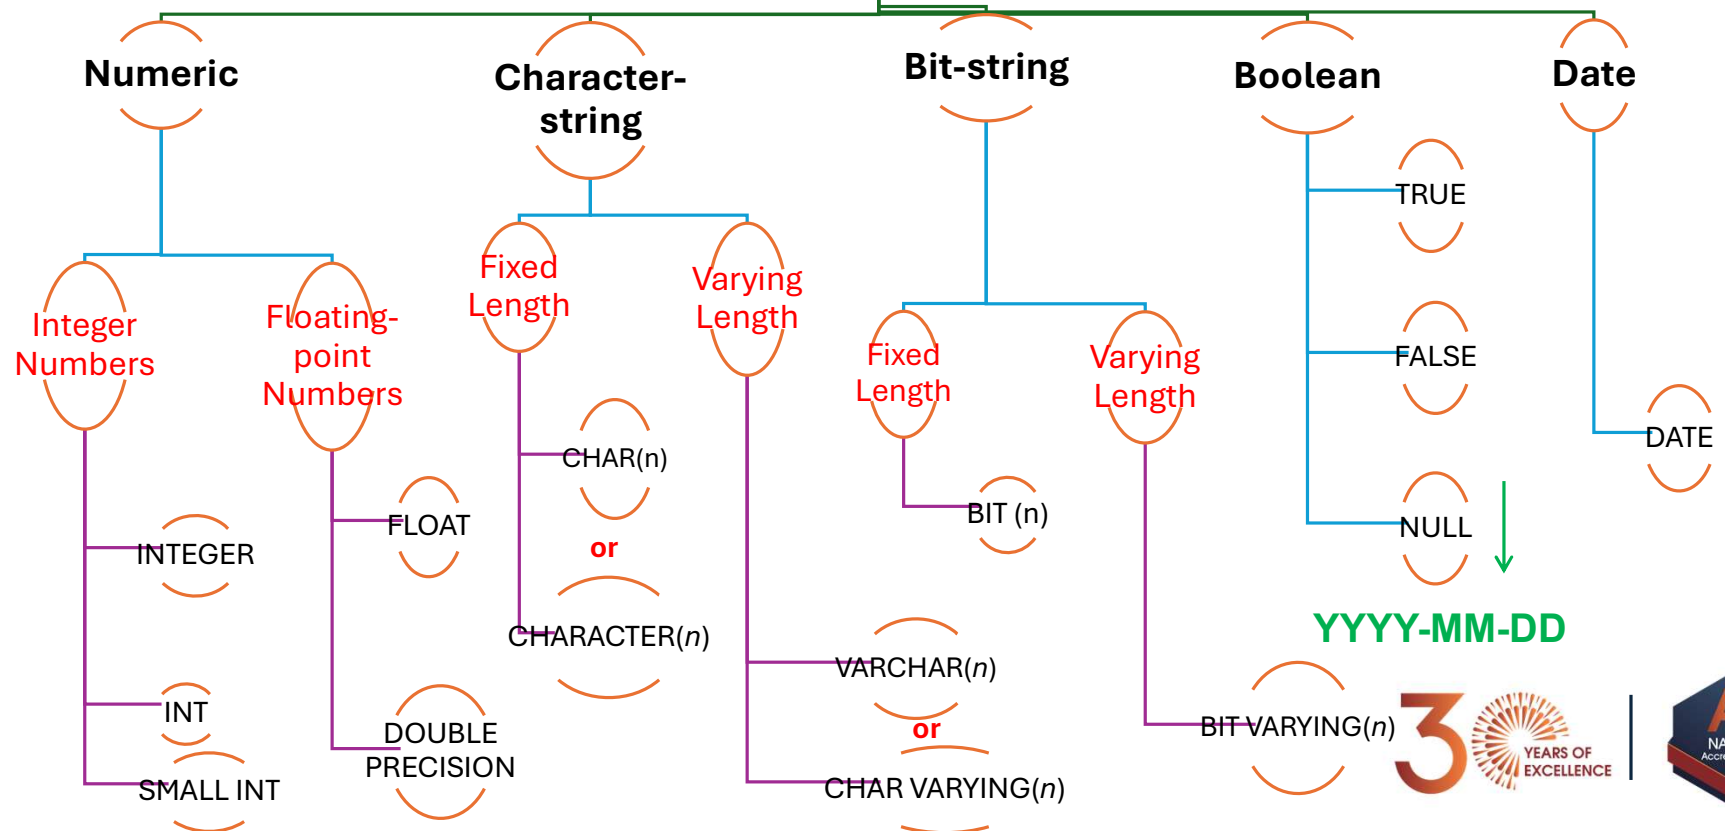 Numeric
Character-
string
Bit-string
Boolean
Date
Integer
Numbers
Floating-
point
Numbers
Fixed
Length
Varying
Length
Fixed
Length
Varying
Length
TRUE
FALSE
NULL
DATE
INTEGER
INT
SMALL INT
FLOAT
DOUBLE
PRECISION
CHAR(n)
or
CHARACTER(n)
VARCHAR(n)
or
CHAR VARYING(n)
BIT (n)
BIT VARYING(n)
YYYY-MM-DD
30
YEARS OF
EXCELLENCE